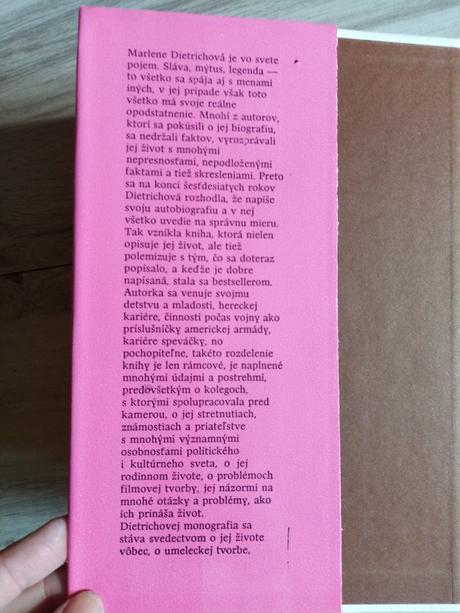 Marlene Dietrichová je vo svete
pojem. Sláva, mýtus, legenda —
to všetko sa spája aj s menami
iných, v jej prípade však toto
všetko má svoje reálne
opodstatnenie. Mnohí z autorov,
ktorí sa pokúsili o jej biografiu,
sa nedržali faktov, vyrozprávali
jej život s mnohými
nepresnosťami, nepodloženými
faktami a tiež skresleniami. Preto
sa na konci šesťdesiatych rokov
Dietrichová rozhodla, že napíše
svoju autobiografiu a v nej
všetko uvedie na správnu mieru.
Tak vznikla kniha, ktorá nielen
opisuje jej život, ale tiež
polemizuje s tým, čo sa doteraz
popísalo, a keďže je dobre
napísaná, stala sa bestsellerom.
Autorka sa venuje svojmu
detstvu a mladosti, hereckej
kariére, činnosti počas vojny ako
príslušníčky americkej armády,
kariére speváčky, no
pochopiteľne, takéto rozdelenie
knihy je len rámcové, je naplnené
mnohými údajmi a postrehmi,
predovšetkým o kolegoch,
s ktorými spolupracovala pred
kamerou, o jej stretnutiach,
známostiach a priateľstve
s mnohými významnými
osobnosťami politického
i kultúrneho sveta, o jej
rodinnom živote, o problémoch
filmovej tvorby, jej názormi na
mnohé otázky a problémy, ako
ich prináša život.
Dietrichovej monografia sa
stáva svedectvom o jej živote
vôbec, o umeleckej tvorbe,